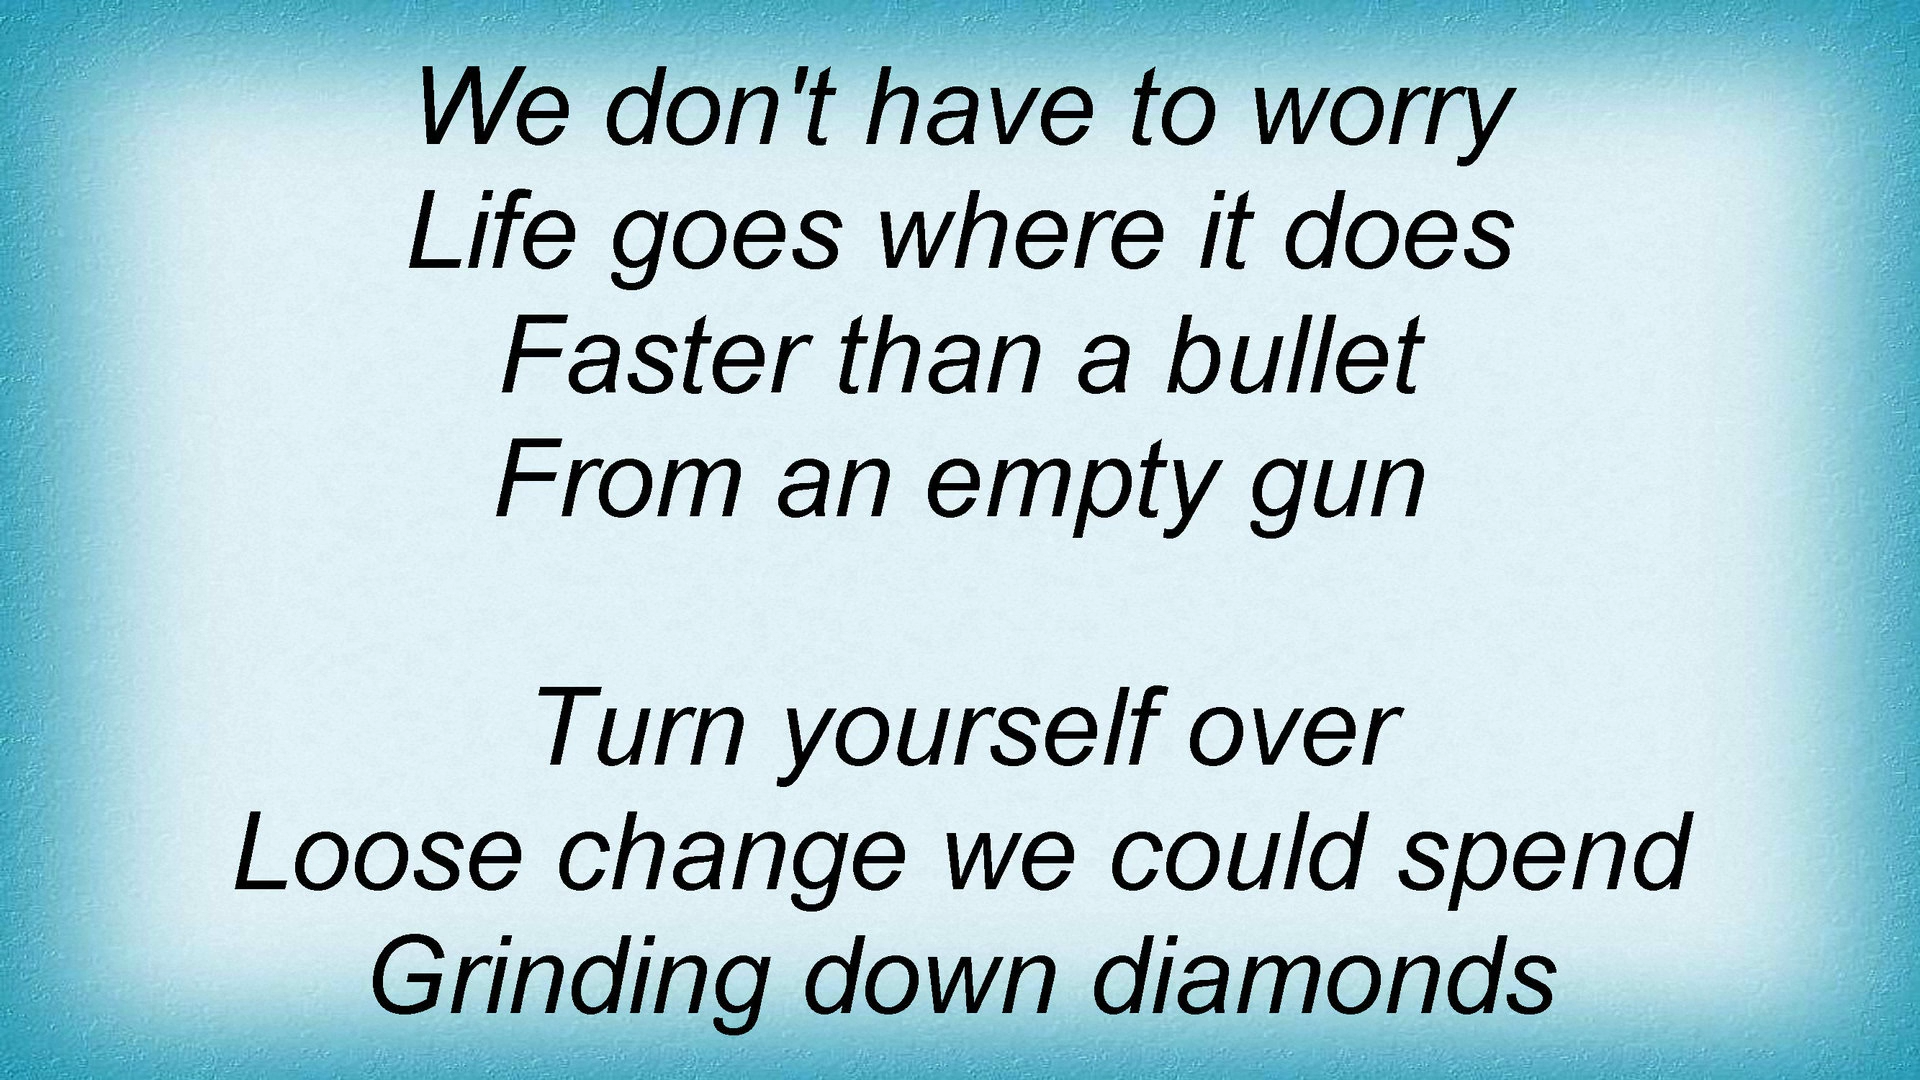 We don't have to worry
Life goes where it does
Faster than a bullet
From an empty gun
Turn yourself over
Loose change we could spend
Grinding down diamonds